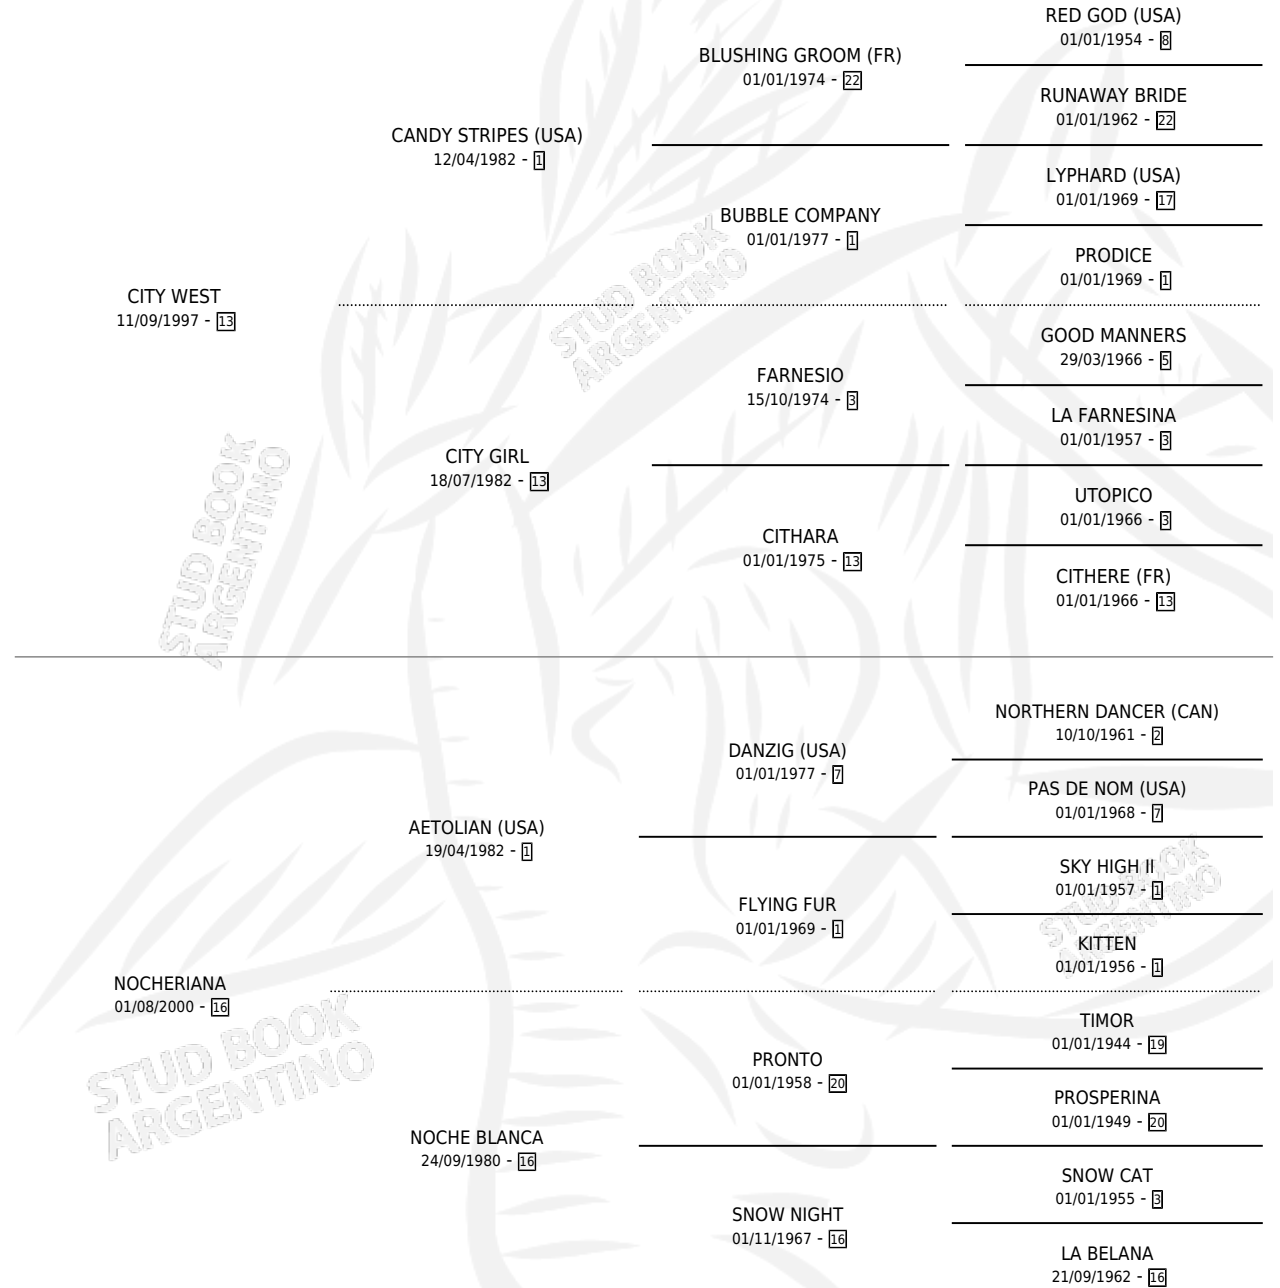 RED GOD (USA)
01/01/1954 - 8
BLUSHING GROOM (FR)
01/01/1974 - 22
RUNAWAY BRIDE
01/01/1962 - 22
CANDY STRIPES (USA)
12/04/1982 - 1
LYPHARD (USA)
01/01/1969 - 17
BUBBLE COMPANY
01/01/1977 - 1
PRODICE
01/01/1969 - 1
CITY WEST
11/09/1997 - 13
STUD BOOK
ARGENTINO
GOOD MANNERS
29/03/1966 - 5
FARNESIO
15/10/1974 - 3
LA FARNESINA
01/01/1957 - 3
CITY GIRL
18/07/1982 - 13
UTOPICO
01/01/1966 - 3
CITHARA
01/01/1975 - 13
CITHERE (FR)
01/01/1966 - 13
STUD BOOK
ARGENTINO
NORTHERN DANCER (CAN)
10/10/1961 - 2
DANZIG (USA)
01/01/1977 - 7
PAS DE NOM (USA)
01/01/1968 - 7
AETOLIAN (USA)
19/04/1982 - 1
SKY HIGH II
01/01/1957 - 1
FLYING FUR
01/01/1969 - 1
KITTEN
01/01/1956 - 1
STUD BOOK
ARGENTINO
NOCHERIANA
01/08/2000 - 16
TIMOR
01/01/1944 - 19
PRONTO
01/01/1958 - 20
PROSPERINA
01/01/1949 - 20
STUD BOOK
ARGENTINO
NOCHE BLANCA
24/09/1980 - 16
SNOW CAT
01/01/1955 - 3
SNOW NIGHT
01/11/1967 - 16
LA BELANA
21/09/1962 - 16